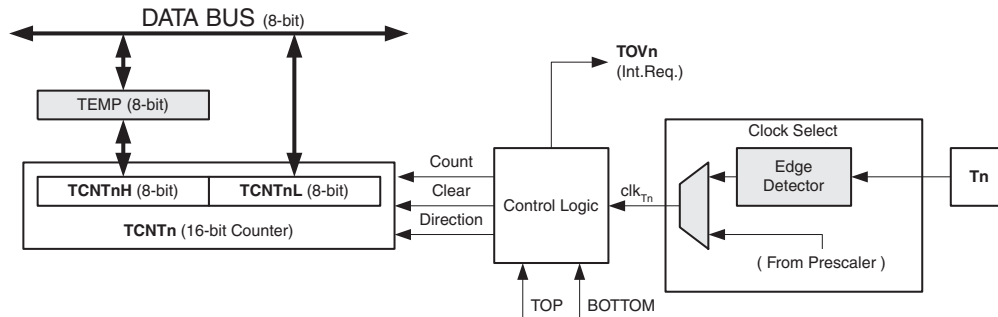 DATA BUS (8-bit)
TOVn
(Int.Req.)
TEMP (8-bit)
Clock Select
Count
Edge
Detector
Tn
TCNTnH (8-bit) TCNTnL (8-bit)
Clear
Control Logic
clkTn
TCNTn (16-bit Counter)
Direction
( From Prescaler )
TOP
BOTTOM